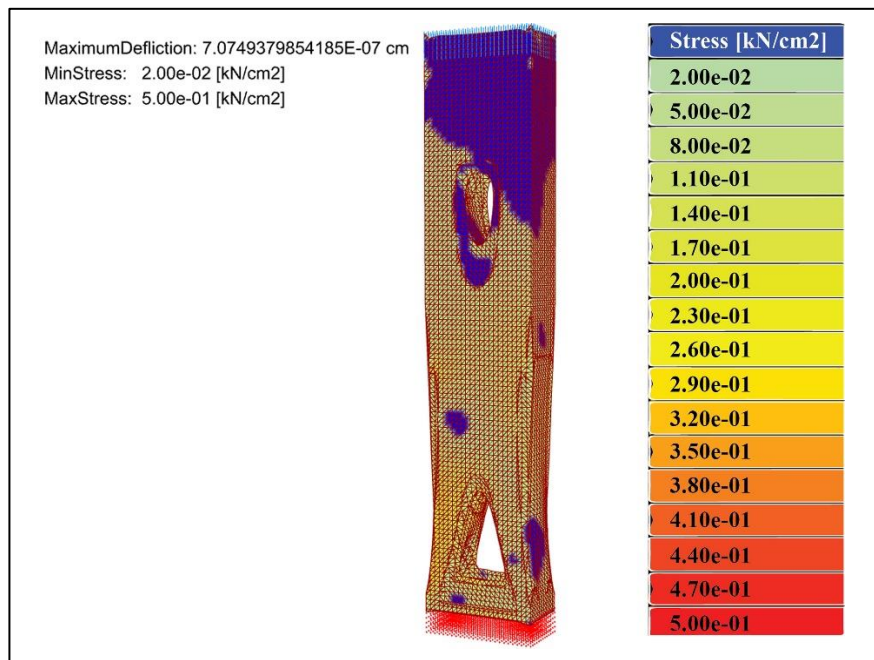 MaximumDefliction: 7.0749379854185E-07 cm
MinStress: 2.00e-02 [kN/cm2]
MaxStress: 5.00e-01 [kN/cm2]
Stress [kN/cm2]
2.00e-02
5.00e-02
8.00e-02
1.10e-01
1.40e-01
1.70e-01
2.00e-01
2.30e-01
2.60e-01
2.90e-01
3.20e-01
3.50e-01
3.80e-01
4.10e-01
4.40e-01
4.70e-01
5.00e-01